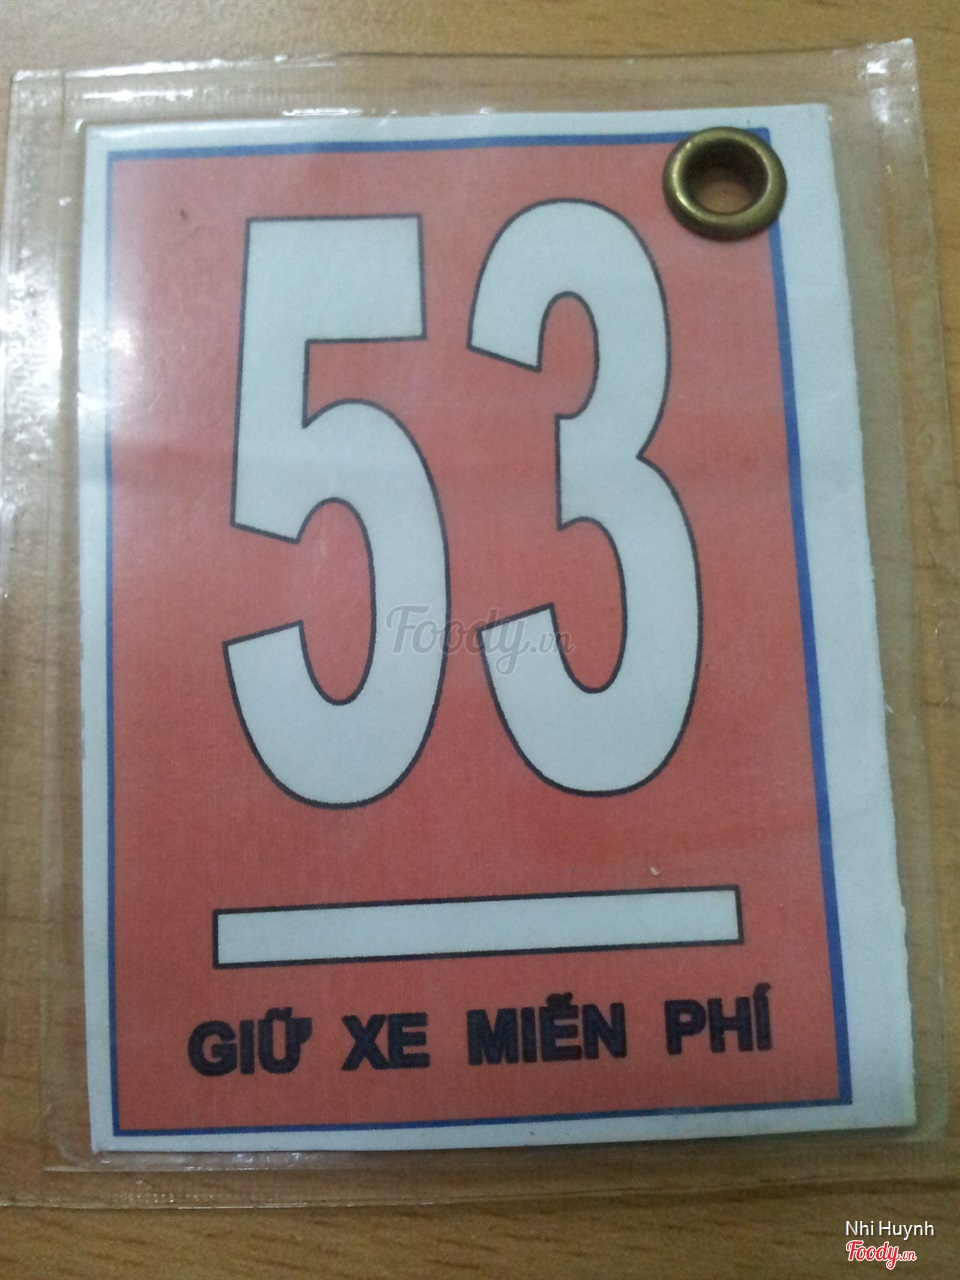 53
Foody.vn
GIỮ XE MIỄN PHÍ
Nhi Huynh
Foody.vn